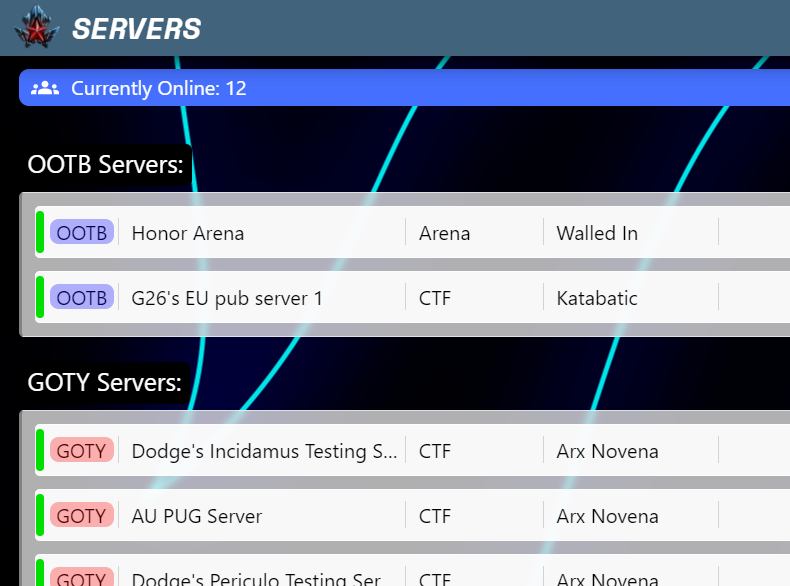 SERVERS
Currently Online: 12
OOTB Servers:
OOTB Honor Arena Arena Walled In
OOTB G26's EU pub server 1 CTF Katabatic
GOTY Servers:
GOTY Dodge's Incidamus Testing S... CTF Arx Novena
GOTY AU PUG Server CTF Arx Novena
GOTY Dodge's Periculo Testing Ser CTF Arx Novena